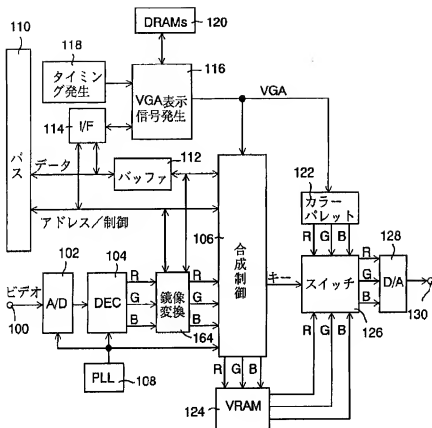 110
DRAMs
120
118
タイミン
グ発生
116
VGA表示
信号発生
VGA
114
I/F
データ
112
バッファ
バス
アドレス/制御
122
カラー
パレット
R G B
102
104
106
128
ビデオ
A/D
DEC
R
G
B
鏡像
変換
R
G
B
合成制御
キー
スイッチ
R
G
B
D/A
100
164
130
126
PLL
108
R G B
124
VRAM
R G B